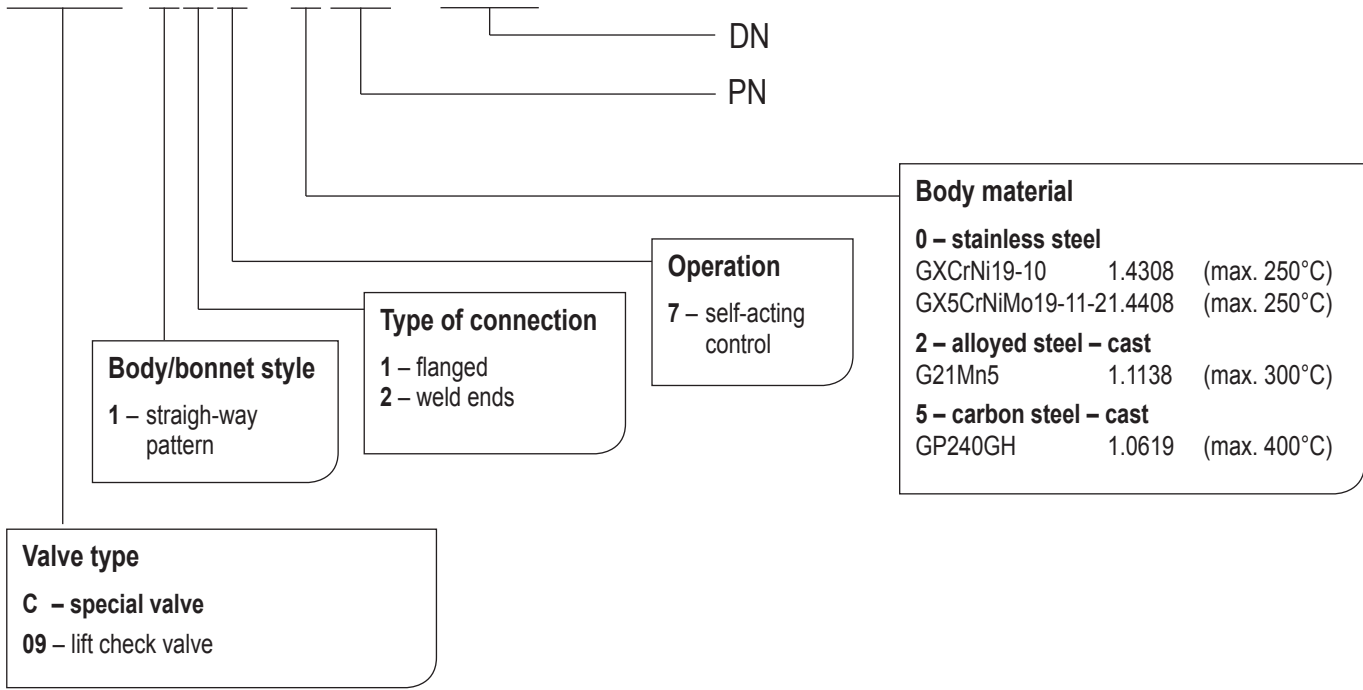 DN
PN
Body material
0 – stainless steel
GXCrNi19-10 1.4308 (max. 250°C)
GX5CrNiMo19-11-21.4408 (max. 250°C)
2 – alloyed steel – cast
G21Mn5 1.1138 (max. 300°C)
5 – carbon steel – cast
GP240GH 1.0619 (max. 400°C)
Operation
7 – self-acting
control
Type of connection
1 – flanged
2 – weld ends
Body/bonnet style
1 – straigh-way
pattern
Valve type
C – special valve
09 – lift check valve